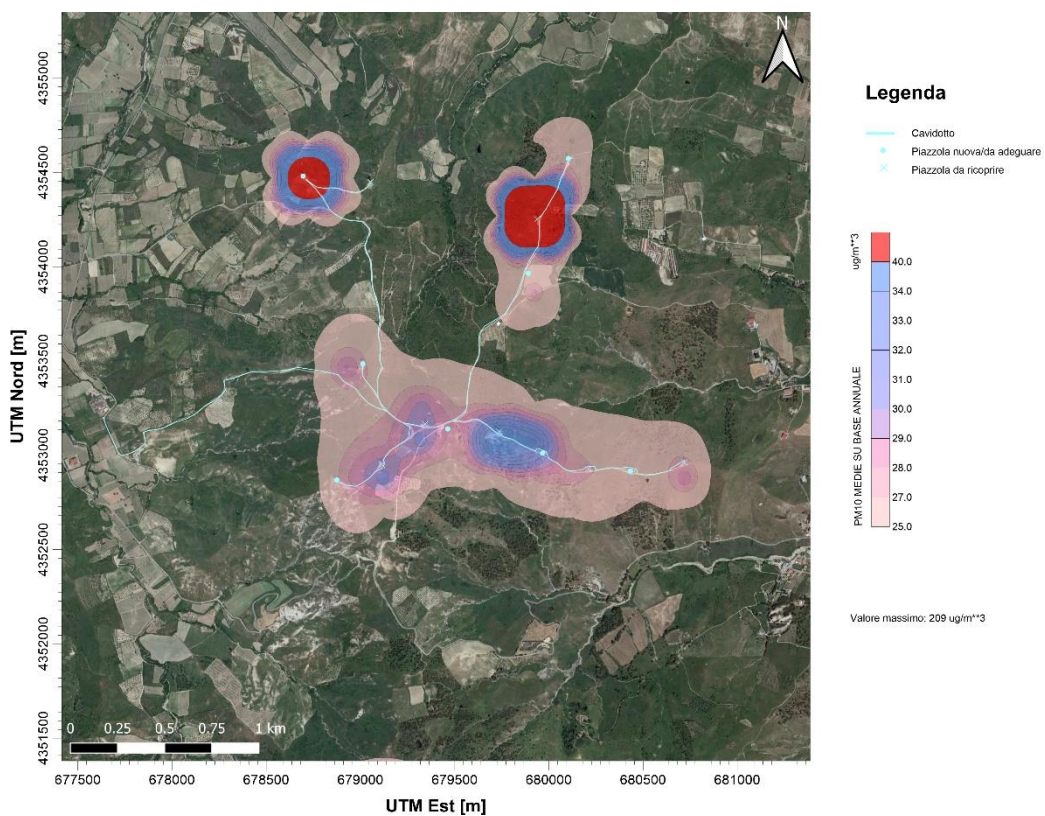 N
Legenda
Cavidotto
Piazzola nuova/da adeguare
Piazzola da ricoprire
ug/m**3
PM10 MEDIE SU BASE ANNUALE
40.0
34.0
33.0
32.0
31.0
30.0
29.0
28.0
27.0
25.0
Valore massimo: 209 ug/m**3
UTM Nord [m]
4355000
4354500
4354000
4353500
4353000
4352500
4352000
4351500
0 0.25 0.5 0.75 1 km
677500 678000 678500 679000 679500 680000 680500 681000
UTM Est [m]